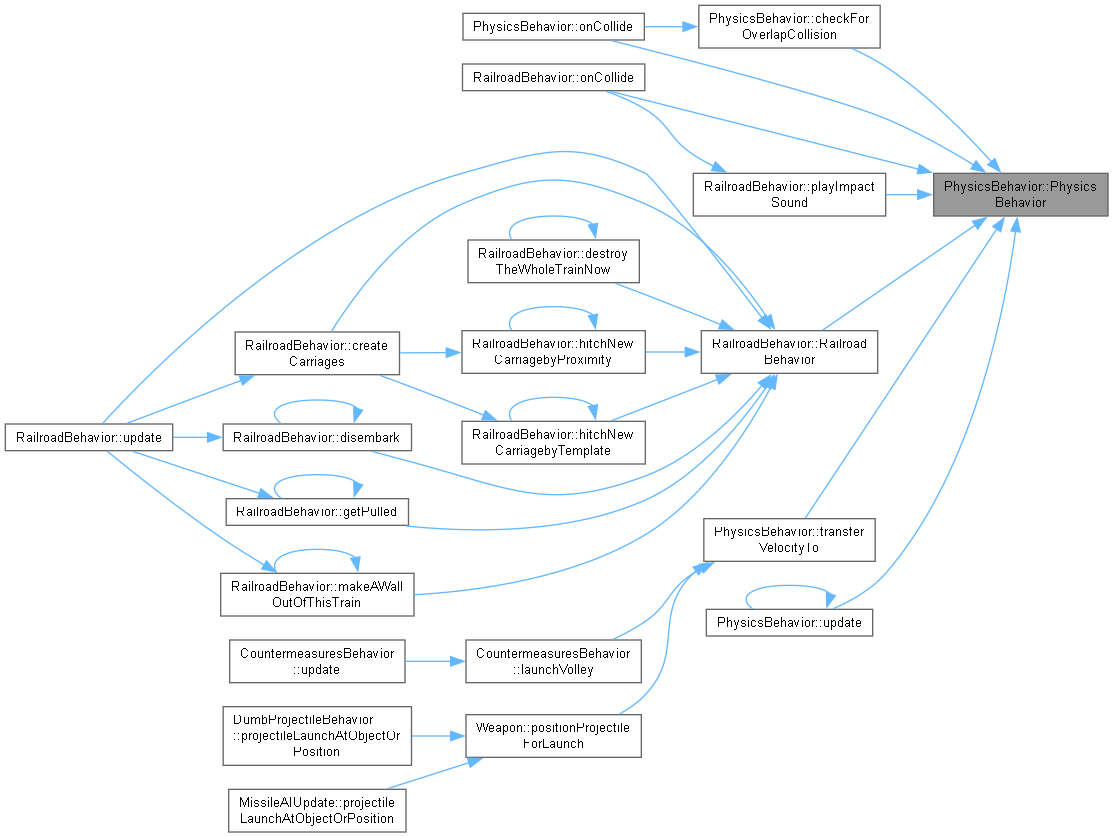 PhysicsBehavior::onCollide
PhysicsBehavior::checkFor
OverlapCollision
RailroadBehavior::onCollide
RailroadBehavior::playImpact
Sound
PhysicsBehavior::Physics
Behavior
RailroadBehavior::destroy
TheWholeTrainNow
RailroadBehavior::create
Carriages
RailroadBehavior::hitchNew
CarriagebyProximity
RailroadBehavior::Railroad
Behavior
RailroadBehavior::update
RailroadBehavior::disembark
RailroadBehavior::hitchNew
CarriagebyTemplate
RailroadBehavior::getPulled
PhysicsBehavior::transfer
VelocityTo
RailroadBehavior::makeAWall
OutOfThisTrain
PhysicsBehavior::update
CountermeasuresBehavior
::update
CountermeasuresBehavior
::launchVolley
DumbProjectileBehavior
::projectileLaunchAtObjectOr
Position
Weapon::positionProjectile
ForLaunch
MissileAIUpdate::projectile
LaunchAtObjectOrPosition